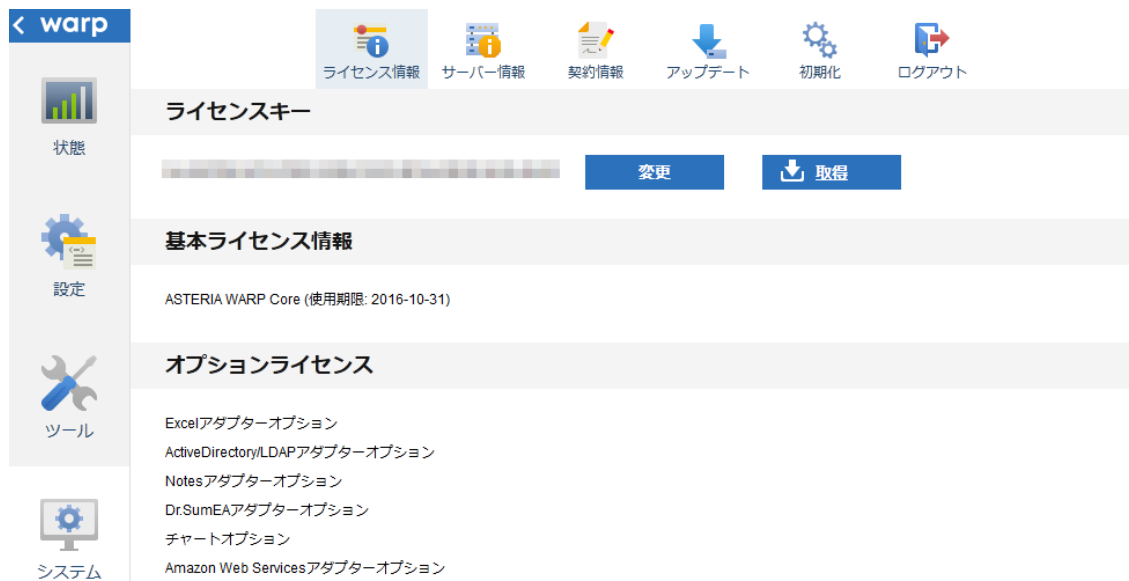 warp
ライセンス情報
サーバー情報
契約情報
アップデート
初期化
ログアウト
状態
設定
ツール
システム
ライセンスキー
変更
取得
基本ライセンス情報
ASTERIA WARP Core (使用期限: 2016-10-31)
オプションライセンス
Excelアダプターオプション
ActiveDirectory/LDAPアダプターオプション
Notesアダプターオプション
Dr.SumEAアダプターオプション
チャートオプション
Amazon Web Servicesアダプターオプション